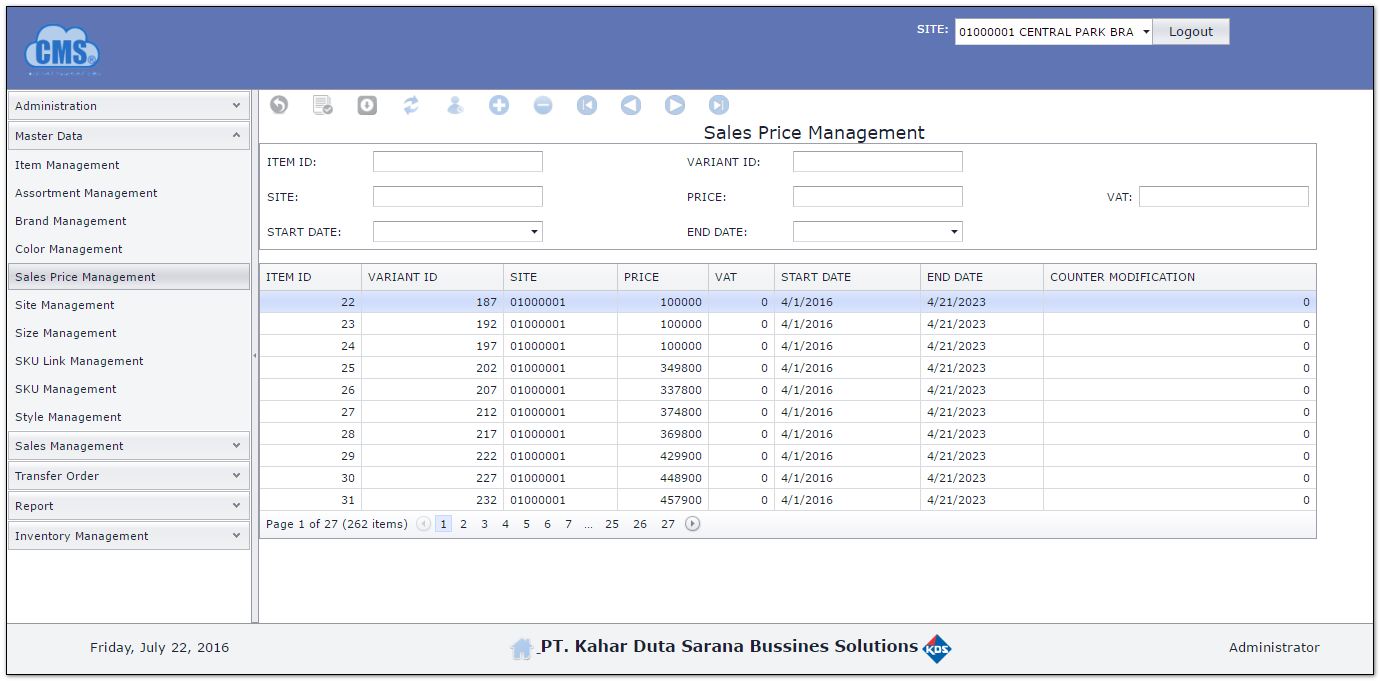 CMS®
SITE: 01000001 CENTRAL PARK BRA Logout
Administration
Master Data
Item Management
Assortment Management
Brand Management
Color Management
Sales Price Management
Site Management
Size Management
SKU Link Management
SKU Management
Style Management
Sales Management
Transfer Order
Report
Inventory Management
Sales Price Management
ITEM ID: VARIANT ID:
SITE: PRICE: VAT:
START DATE: END DATE:
ITEM ID VARIANT ID SITE PRICE VAT START DATE END DATE COUNTER MODIFICATION
22 187 01000001 100000 0 4/1/2016 4/21/2023 0
23 192 01000001 100000 0 4/1/2016 4/21/2023 0
24 197 01000001 100000 0 4/1/2016 4/21/2023 0
25 202 01000001 349800 0 4/1/2016 4/21/2023 0
26 207 01000001 337800 0 4/1/2016 4/21/2023 0
27 212 01000001 374800 0 4/1/2016 4/21/2023 0
28 217 01000001 369800 0 4/1/2016 4/21/2023 0
29 222 01000001 429900 0 4/1/2016 4/21/2023 0
30 227 01000001 448900 0 4/1/2016 4/21/2023 0
31 232 01000001 457900 0 4/1/2016 4/21/2023 0
Page 1 of 27 (262 items) 1 2 3 4 5 6 7 ... 25 26 27
Friday, July 22, 2016 PT. Kahar Duta Sarana Bussines Solutions KDS Administrator